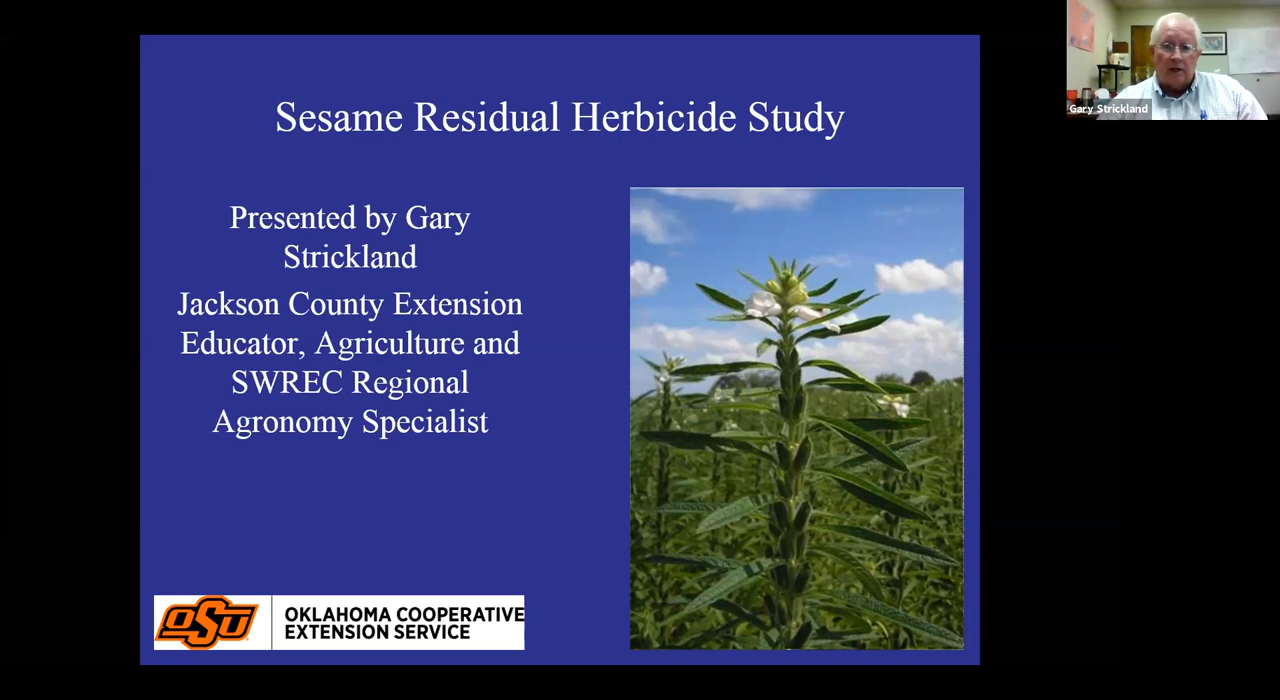 Sesame Residual Herbicide Study
Presented by Gary
Strickland
Jackson County Extension
Educator, Agriculture and
SWREC Regional
Agronomy Specialist
OSU
OKLAHOMA COOPERATIVE
EXTENSION SERVICE
Gary Strickland